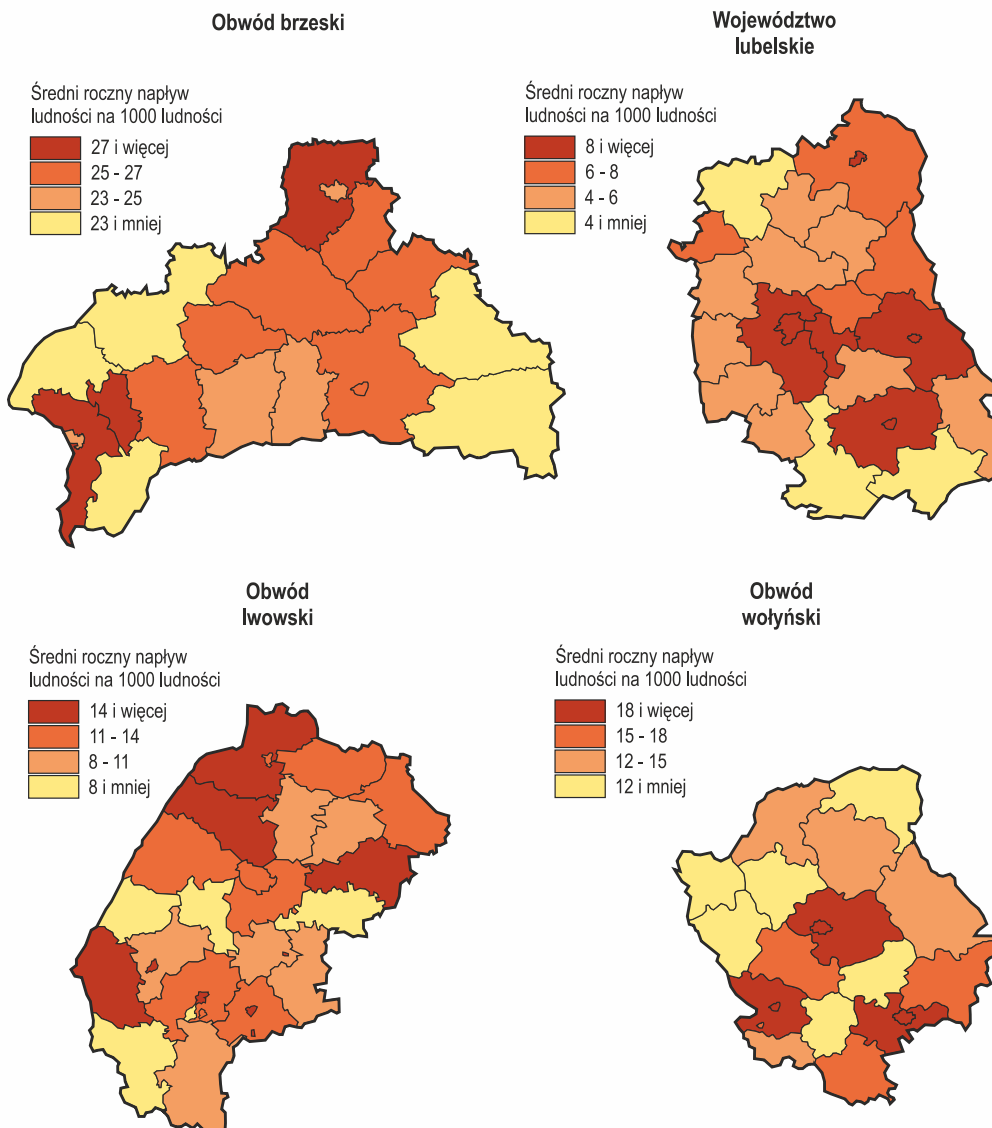 Obwód brzeski
Średni roczny napływ
ludności na 1000 ludności
27 i więcej
25 - 27
23 - 25
23 i mniej
Województwo
lubelskie
Średni roczny napływ
ludności na 1000 ludności
8 i więcej
6 - 8
4 - 6
4 i mniej
Obwód
lwowski
Średni roczny napływ
ludności na 1000 ludności
14 i więcej
11 - 14
8 - 11
8 i mniej
Obwód
wołyński
Średni roczny napływ
ludności na 1000 ludności
18 i więcej
15 - 18
12 - 15
12 i mniej